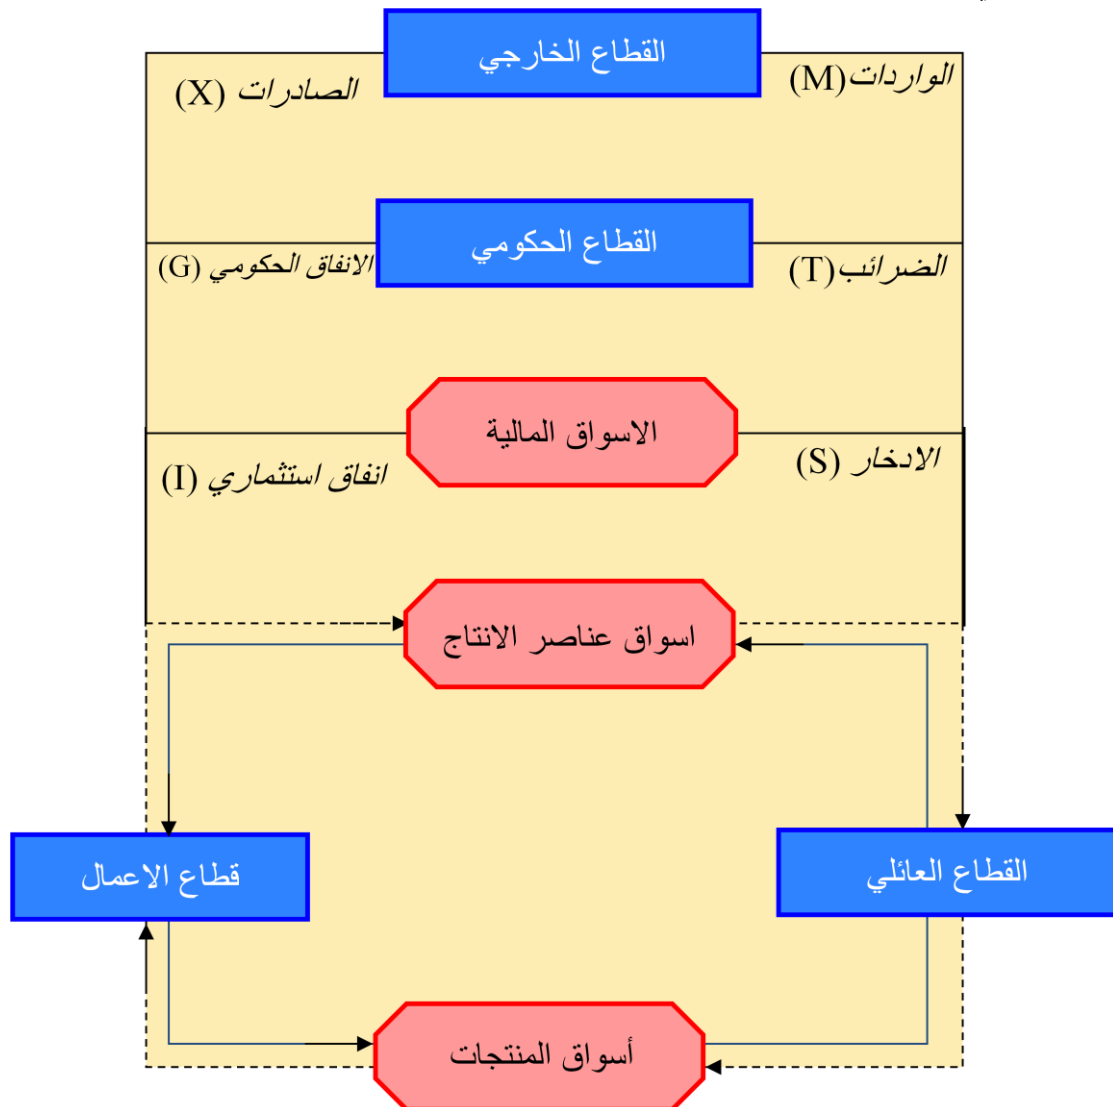 القطاع الخارجي
الواردات(M)
الصادرات (X)
القطاع الحكومي
الضرائب(T)
الانفاق الحكومي (G)
الاسواق المالية
الادخار (S)
انفاق استثماري (I)
اسواق عناصر الانتاج
القطاع العائلي
قطاع الاعمال
أسواق المنتجات